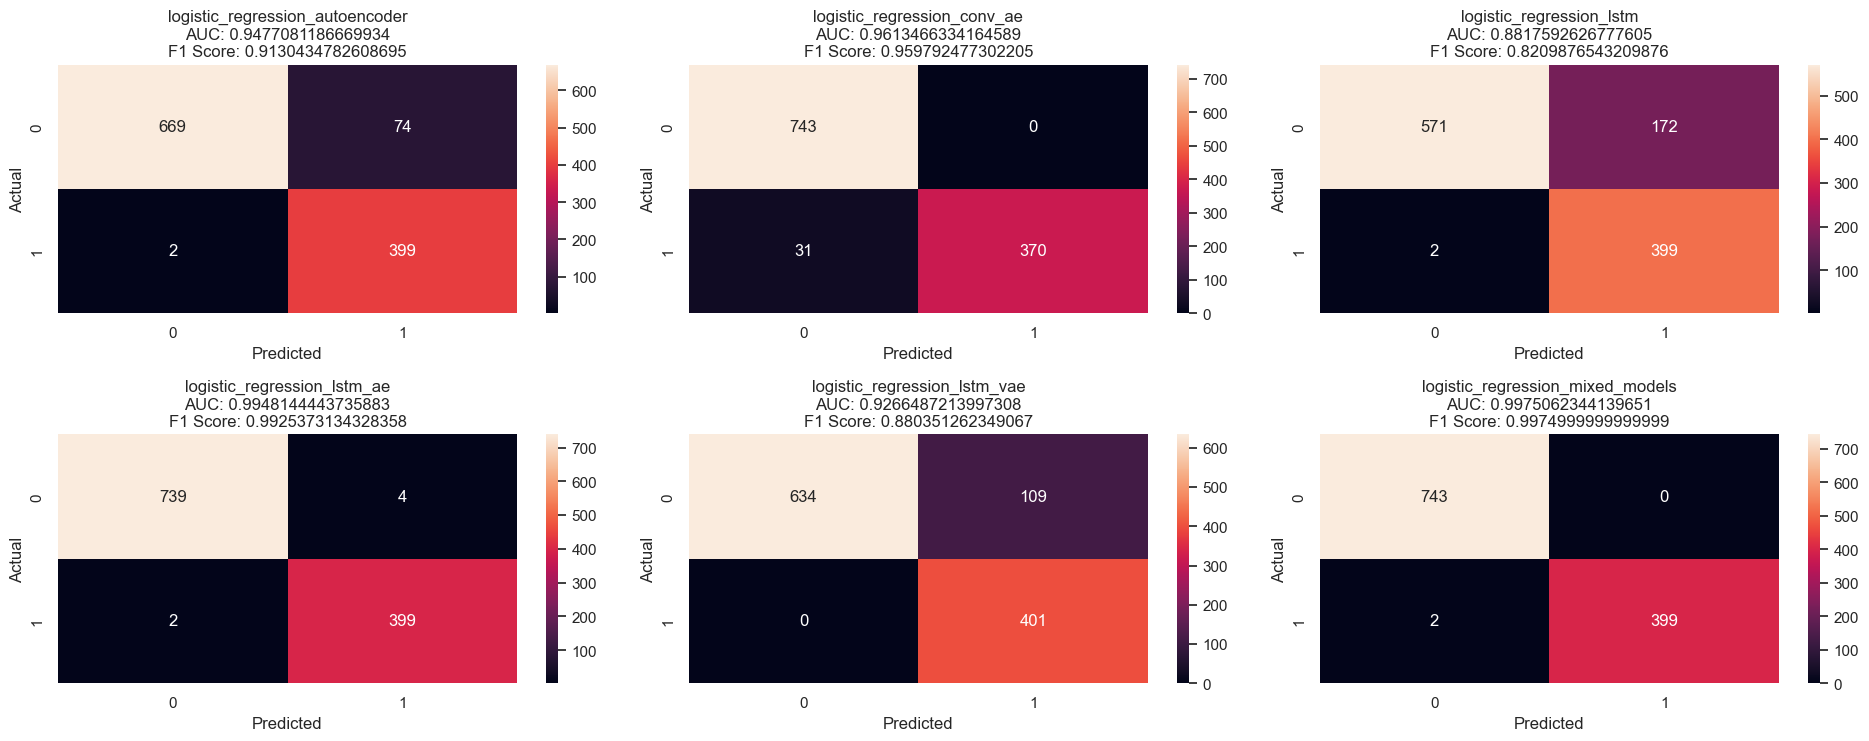 logistic_regression_autoencoder
AUC: 0.9477081186669934
F1 Score: 0.9130434782608695
669
74
2
399
0
1
Actual
0
1
Predicted
600
500
400
300
200
100
logistic_regression_conv_ae
AUC: 0.9613466334164589
F1 Score: 0.959792477302205
743
0
31
370
0
1
Actual
0
1
Predicted
700
600
500
400
300
200
100
0
logistic_regression_lstm
AUC: 0.8817592626777605
F1 Score: 0.8209876543209876
571
172
2
399
0
1
Actual
0
1
Predicted
500
400
300
200
100
logistic_regression_lstm_ae
AUC: 0.9948144443735883
F1 Score: 0.9925373134328358
739
4
2
399
0
1
Actual
0
1
Predicted
700
600
500
400
300
200
100
logistic_regression_lstm_vae
AUC: 0.9266487213997308
F1 Score: 0.880351262349067
634
109
0
401
0
1
Actual
0
1
Predicted
600
500
400
300
200
100
0
logistic_regression_mixed_models
AUC: 0.9975062344139651
F1 Score: 0.9974999999999999
743
0
2
399
0
1
Actual
0
1
Predicted
700
600
500
400
300
200
100
0